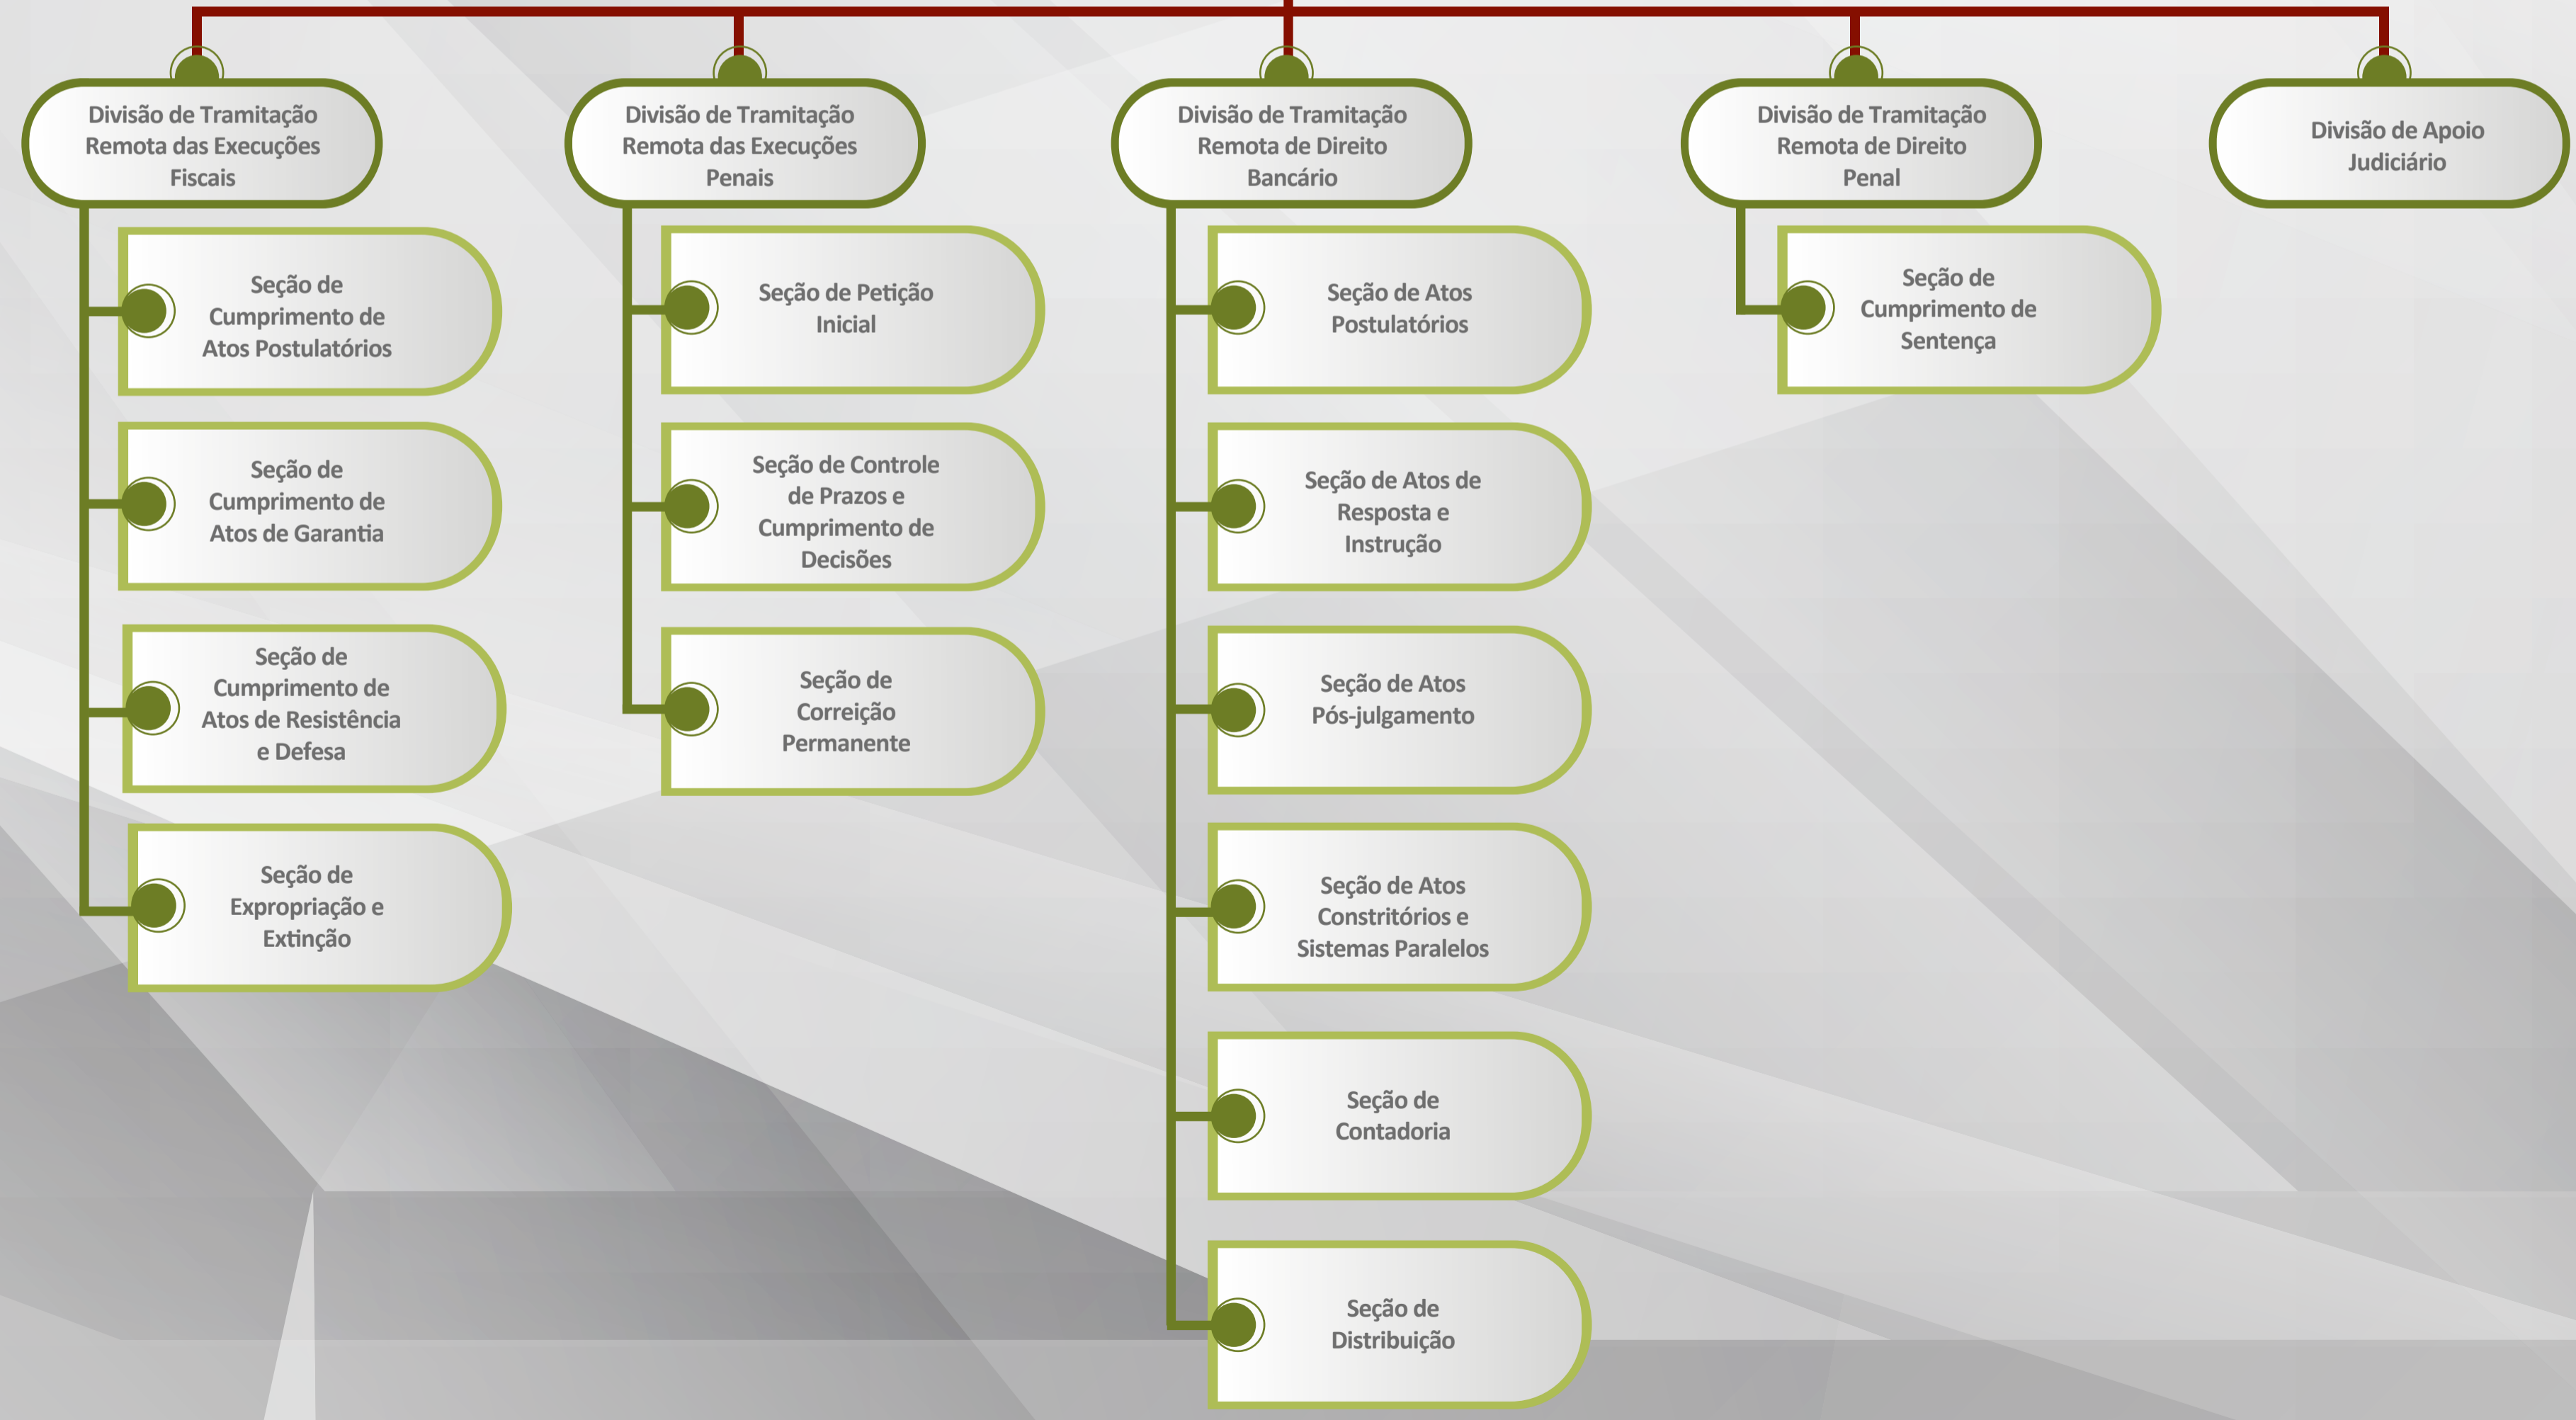 Divisão de Tramitação
Remota das Execuções
Fiscais
Seção de
Cumprimento de
Atos Postulatórios
Seção de
Cumprimento de
Atos de Garantia
Seção de
Cumprimento de
Atos de Resistência
e Defesa
Seção de
Expropriação e
Extinção
Divisão de Tramitação
Remota das Execuções
Penais
Seção de Petição
Inicial
Seção de Controle
de Prazos e
Cumprimento de
Decisões
Seção de
Correição
Permanente
Divisão de Tramitação
Remota de Direito
Bancário
Seção de Atos
Postulatórios
Seção de Atos de
Resposta e
Instrução
Seção de Atos
Pós-julgamento
Seção de Atos
Constritórios e
Sistemas Paralelos
Seção de
Contadoria
Seção de
Distribuição
Divisão de Tramitação
Remota de Direito
Penal
Seção de
Cumprimento de
Sentença
Divisão de Apoio
Judiciário